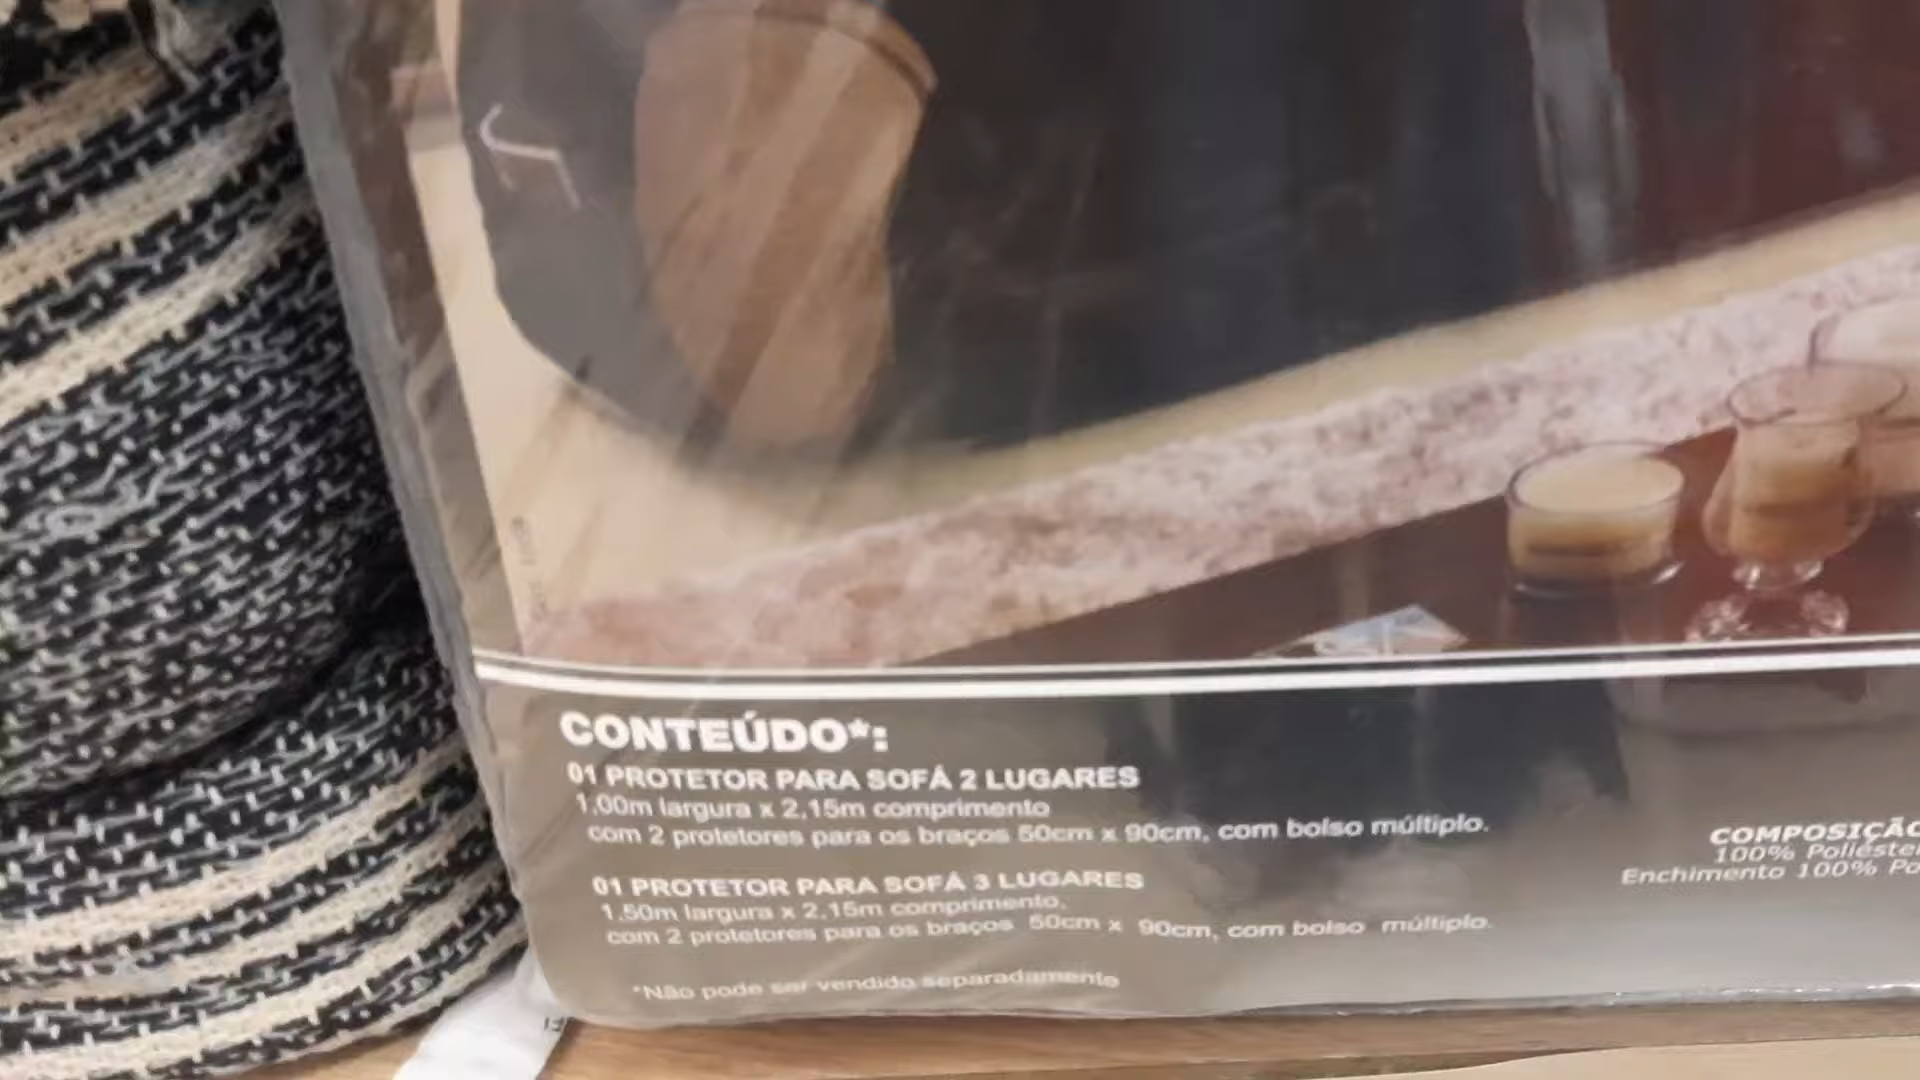 CONTEÚDO*:
01 PROTETOR PARA SOFÁ 2 LUGARES
1,00m largura x 2,15m comprimento
com 2 protetores para os braços 50cm x 90cm, com bolso múltiplo.
01 PROTETOR PARA SOFÁ 3 LUGARES
1,50m largura x 2,15m comprimento,
com 2 protetores para os braços 50cm x 90cm, com bolso múltiplo.
*Não pode ser vendido separadamente
COMPOSIÇÃO
100% Poliéster
Enchimento 100% Po